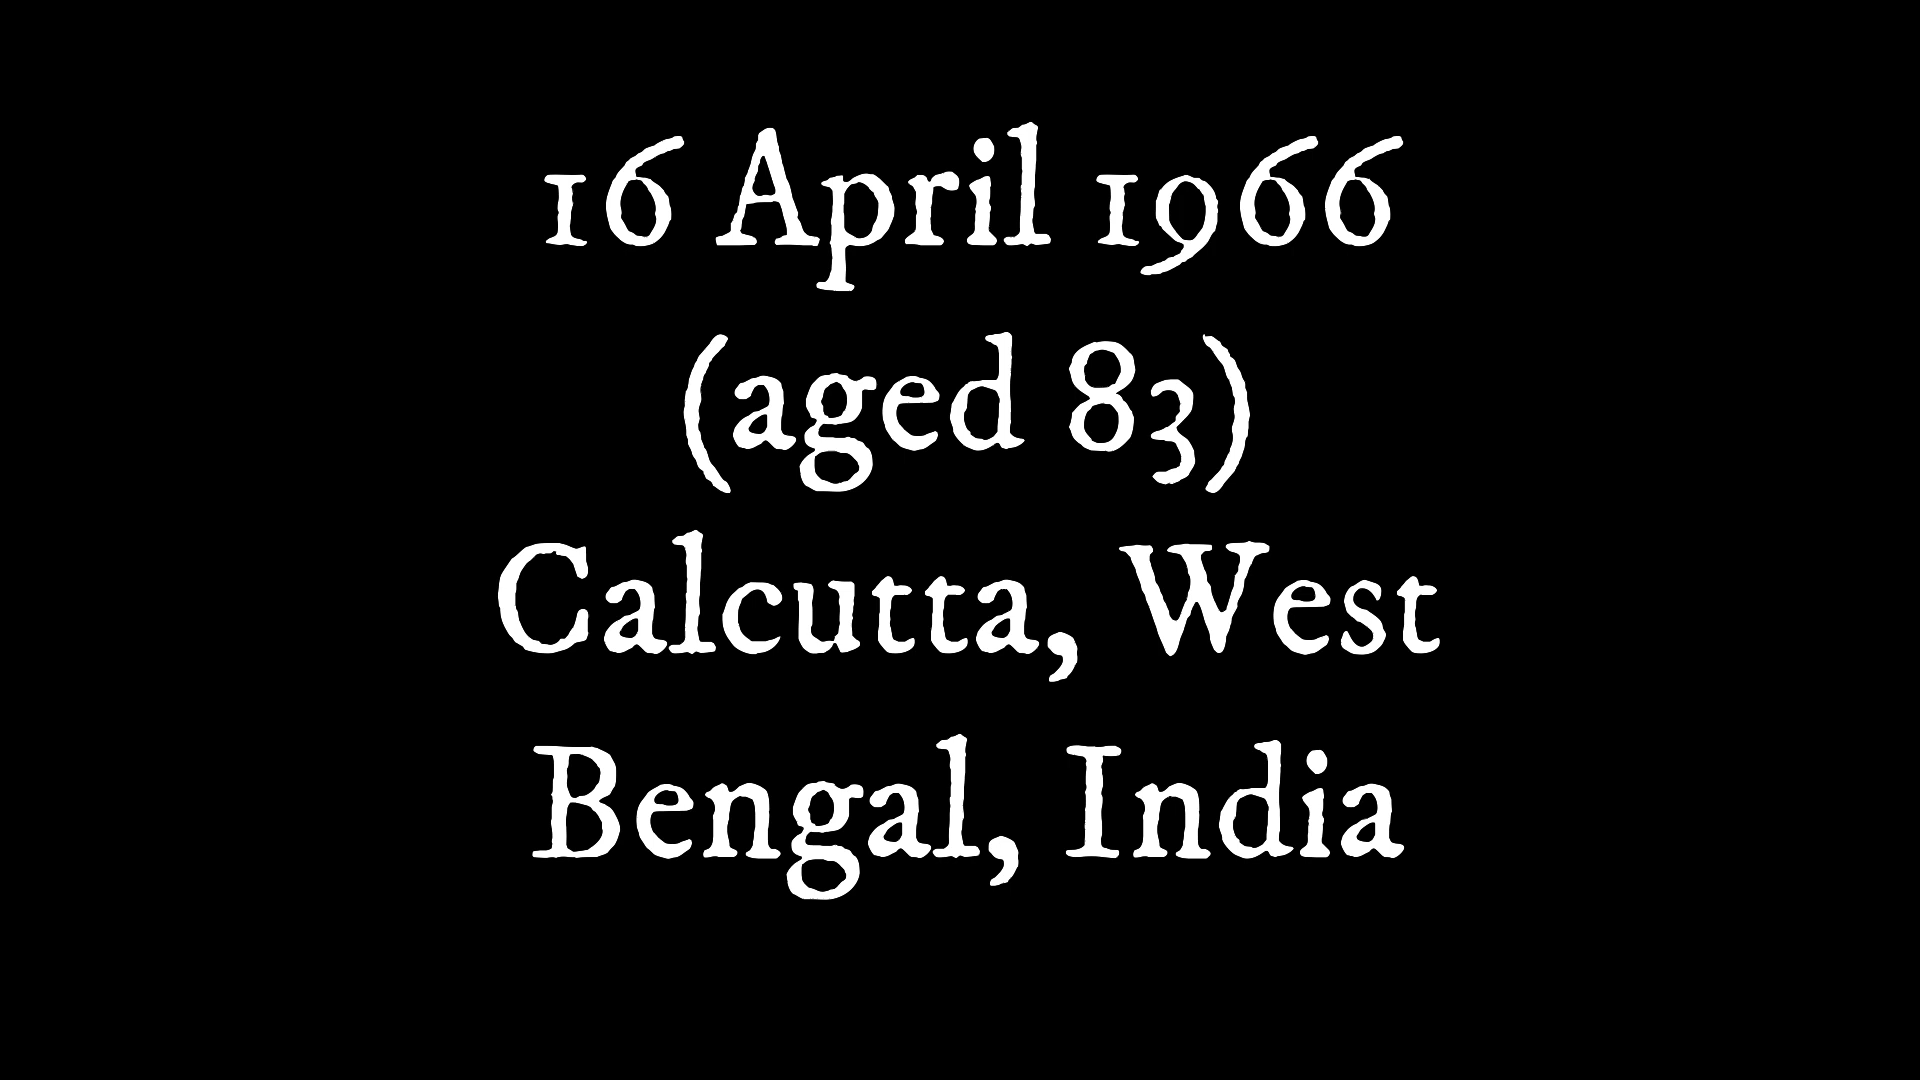 16 April 1966
(aged 83)
Calcutta, West
Bengal, India